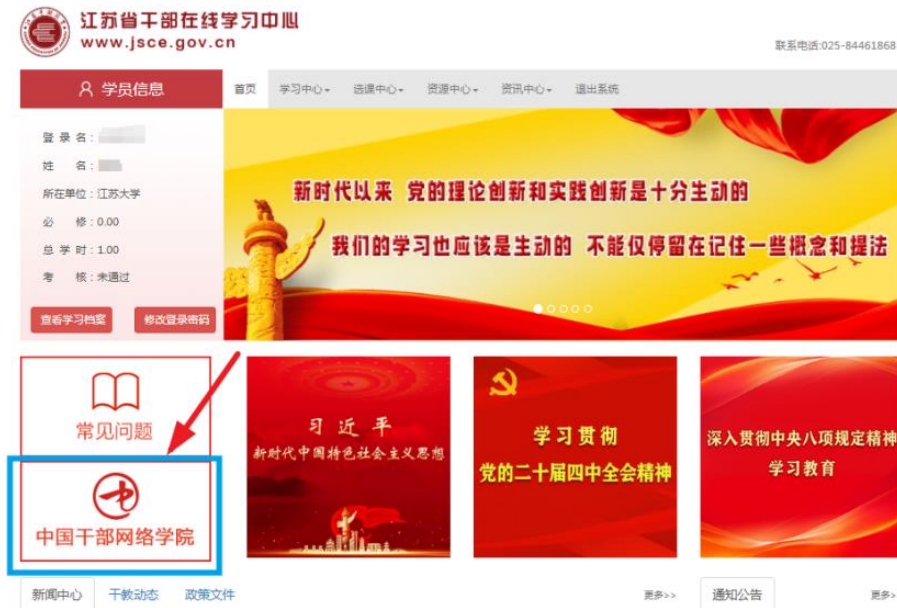 江苏省干部在线学习中心
www.jsce.gov.cn
联系电话:025-84461868
学员信息
首页 学习中心 选课中心 资源中心 资讯中心 退出系统
登 录 名：
姓 名：
所在单位：江苏大学
必 修：0.00
总 学 时：1.00
考 核：未通过
查看学习档案 修改登录密码
新时代以来 党的理论创新和实践创新是十分生动的
我们的学习也应该是生动的 不能仅停留在记住一些概念和提法
常见问题
中国干部网络学院
习近平
新时代中国特色社会主义思想
学习贯彻
党的二十届四中全会精神
深入贯彻中央八项规定精神
学习教育
新闻中心 干教动态 政策文件 更多>>
通知公告 更多>